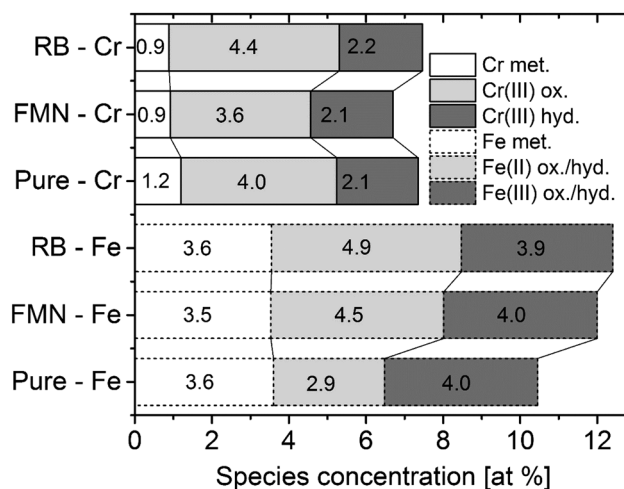 RB - Cr
0.9 4.4 2.2
FMN - Cr
0.9 3.6 2.1
Pure - Cr
1.2 4.0 2.1
RB - Fe
3.6 4.9 3.9
FMN - Fe
3.5 4.5 4.0
Pure - Fe
3.6 2.9 4.0
Cr met.
Cr(III) ox.
Cr(III) hyd.
Fe met.
Fe(II) ox./hyd.
Fe(III) ox./hyd.
0 2 4 6 8 10 12
Species concentration [at %]